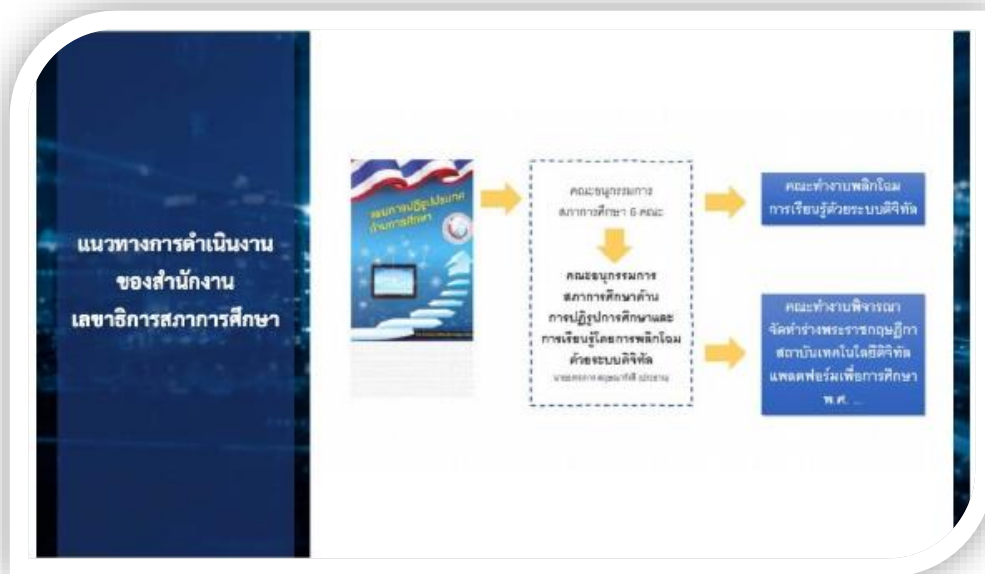 แนวทางการดำเนินงาน
ของสำนักงาน
เลขาธิการสภาการศึกษา
แผนการปฏิรูปประเทศ
ด้านการศึกษา
คณะอนุกรรมการ
สภาการศึกษา 6 คณะ
คณะอนุกรรมการ
สภาการศึกษาด้าน
การปฏิรูปการศึกษาและ
การเรียนรู้โดยการพลิกโฉม
ด้วยระบบดิจิทัล
ประธาน
คณะทำงานพลิกโฉม
การเรียนรู้ด้วยระบบดิจิทัล
คณะทำงานพิจารณา
จัดทำร่างพระราชกฤษฎีกา
สถาบันเทคโนโลยีดิจิทัล
แพลตฟอร์มเพื่อการศึกษา
พ.ศ. ...